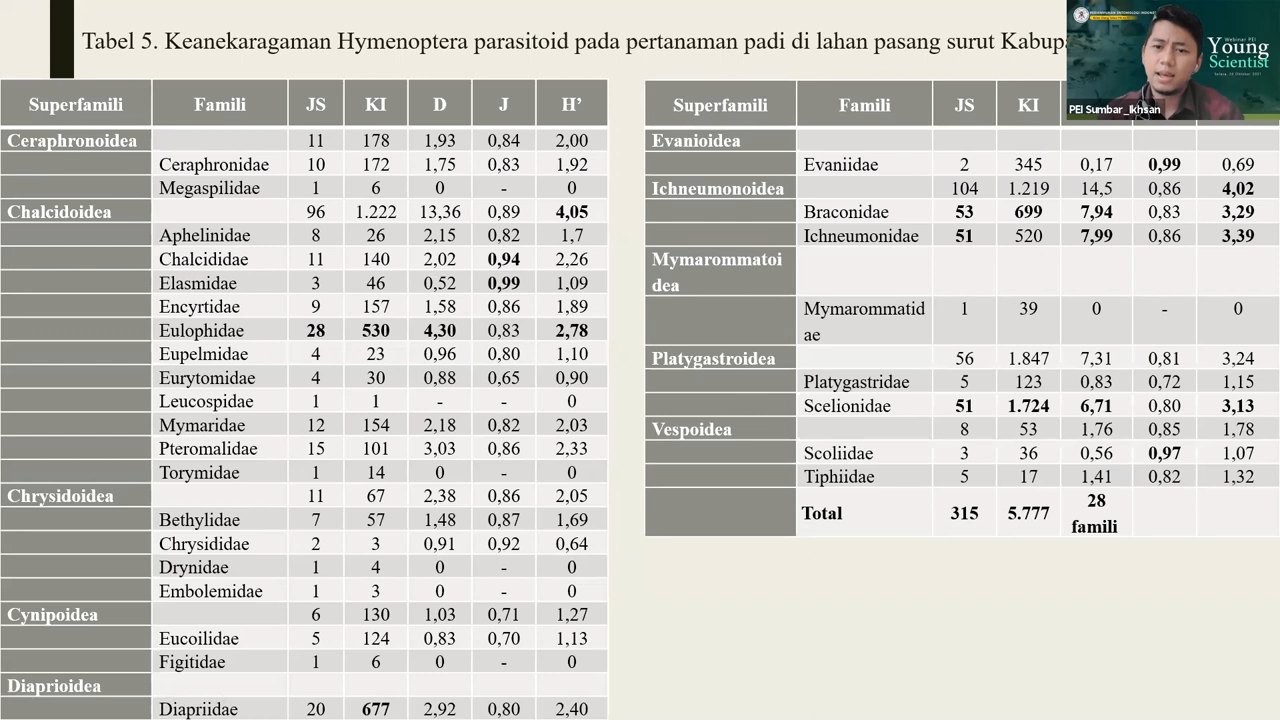 Tabel 5. Keanekaragaman Hymenoptera parasitoid pada pertanaman padi di lahan pasang surut
Superfamili Famili JS KI D J H’
Ceraphronoidea 11 178 1,93 0,84 2,00
Ceraphronidae 10 172 1,75 0,83 1,92
Megaspilidae 1 6 0 - 0
Chalcidoidea 96 1.222 13,36 0,89 4,05
Aphelinidae 8 26 2,15 0,82 1,7
Chalcididae 11 140 2,02 0,94 2,26
Elasmidae 3 46 0,52 0,99 1,09
Encyrtidae 9 157 1,58 0,86 1,89
Eulophidae 28 530 4,30 0,83 2,78
Eupelmidae 4 23 0,96 0,80 1,10
Eurytomidae 4 30 0,88 0,65 0,90
Leucospidae 1 1 - - 0
Mymaridae 12 154 2,18 0,82 2,03
Pteromalidae 15 101 3,03 0,86 2,33
Torymidae 1 14 0 - 0
Chrysidoidea 11 67 2,38 0,86 2,05
Bethylidae 7 57 1,48 0,87 1,69
Chrysididae 2 3 0,91 0,92 0,64
Drynidae 1 4 0 - 0
Embolemidae 1 3 0 - 0
Cynipoidea 6 130 1,03 0,71 1,27
Eucoilidae 5 124 0,83 0,70 1,13
Figitidae 1 6 0 - 0
Diaprioidea
Diapriidae 20 677 2,92 0,80 2,40
Superfamili Famili JS KI
Evanioidea
Evaniidae 2 345 0,17 0,99 0,69
Ichneumonoidea 104 1.219 14,5 0,86 4,02
Braconidae 53 699 7,94 0,83 3,29
Ichneumonidae 51 520 7,99 0,86 3,39
Mymarommatoi
dea
Mymarommatid 1 39 0 - 0
ae
Platygastroidea 56 1.847 7,31 0,81 3,24
Platygastridae 5 123 0,83 0,72 1,15
Scelionidae 51 1.724 6,71 0,80 3,13
Vespoidea 8 53 1,76 0,85 1,78
Scoliidae 3 36 0,56 0,97 1,07
Tiphiidae 5 17 1,41 0,82 1,32
Total 315 5.777 28
famili
Webinar PEI
Young
Scientist
PEI Sumbar_Ikhsan